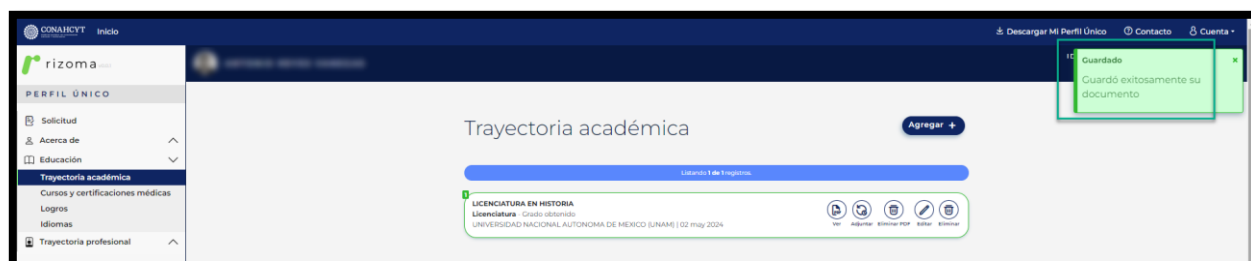 CONAHCYT Inicio
Descargar Mi Perfil Único Contacto Cuenta
rizoma
PERFIL ÚNICO
Solicitud
Acerca de
Educación
Trayectoria académica
Cursos y certificaciones médicas
Logros
Idiomas
Trayectoria profesional
Guardado ×
Guardó exitosamente su
documento
Trayectoria académica
Agregar +
Listando 1 de 1 registros.
1
LICENCIATURA EN HISTORIA
Licenciatura - Grado obtenido
UNIVERSIDAD NACIONAL AUTONOMA DE MEXICO (UNAM) | 02 may 2024
Ver Adjuntar Eliminar PDF Editar Eliminar